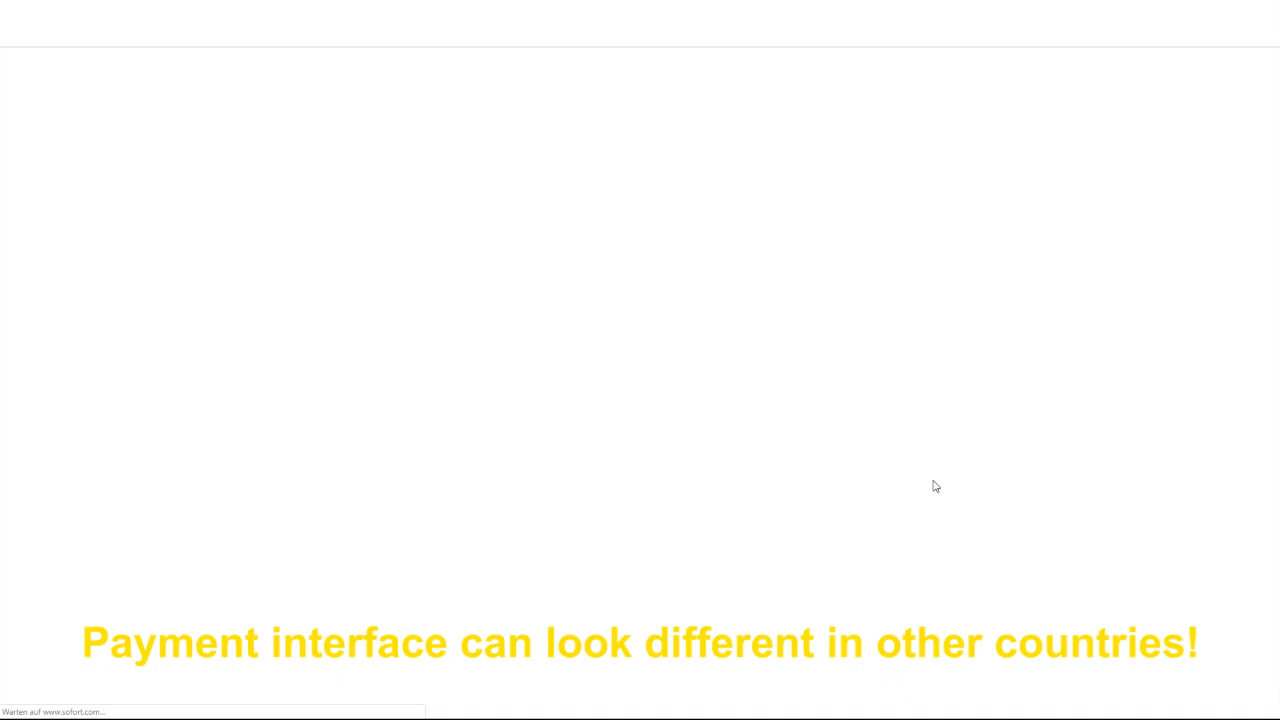 Payment interface can look different in other countries!
Warten auf www.sofort.com...